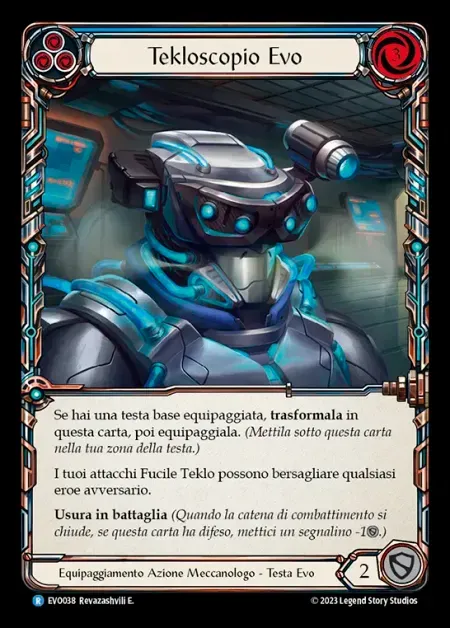 Tekloscopio Evo
3
Se hai una testa base equipaggiata, trasformala in
questa carta, poi equipaggiala. (Mettila sotto questa carta
nella tua zona della testa.)
I tuoi attacchi Fucile Teklo possono bersagliare qualsiasi
eroe avversario.
Usura in battaglia (Quando la catena di combattimento si
chiude, se questa carta ha difeso, mettici un segnalino -1.)
Equipaggiamento Azione Meccanologo - Testa Evo
2
R EVO038 Revazashvili E. © 2023 Legend Story Studios